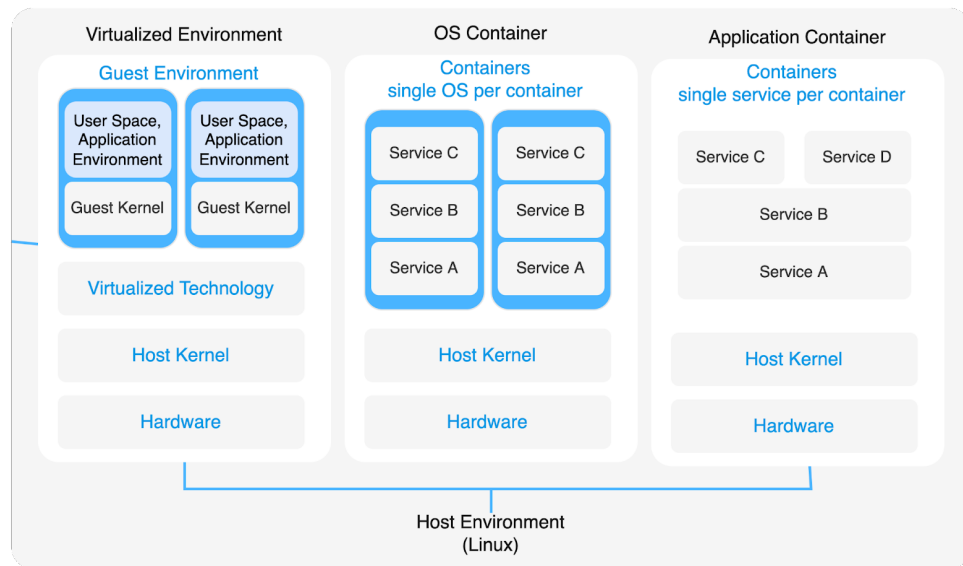 Virtualized Environment
Guest Environment
User Space,
Application
Environment
Guest Kernel
User Space,
Application
Environment
Guest Kernel
Virtualized Technology
Host Kernel
Hardware
OS Container
Containers
single OS per container
Service C
Service B
Service A
Service C
Service B
Service A
Host Kernel
Hardware
Application Container
Containers
single service per container
Service C
Service D
Service B
Service A
Host Kernel
Hardware
Host Environment
(Linux)